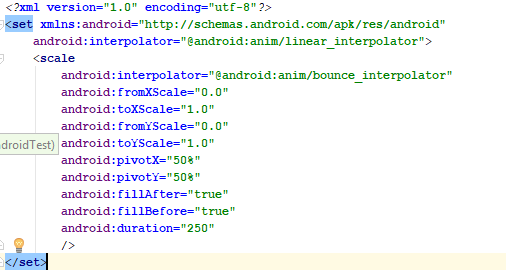 <?xml version="1.0" encoding="utf-8"?>
<set xmlns:android="http://schemas.android.com/apk/res/android"
android:interpolator="@android:anim/linear_interpolator">
<scale
android:interpolator="@android:anim/bounce_interpolator"
android:fromXScale="0.0"
android:toXScale="1.0"
android:fromYScale="0.0"
droidTest)
android:toYScale="1.0"
android:pivotX="50%"
android:pivotY="50%"
android:fillAfter="true"
android:fillBefore="true"
android:duration="250"
/>
</set>